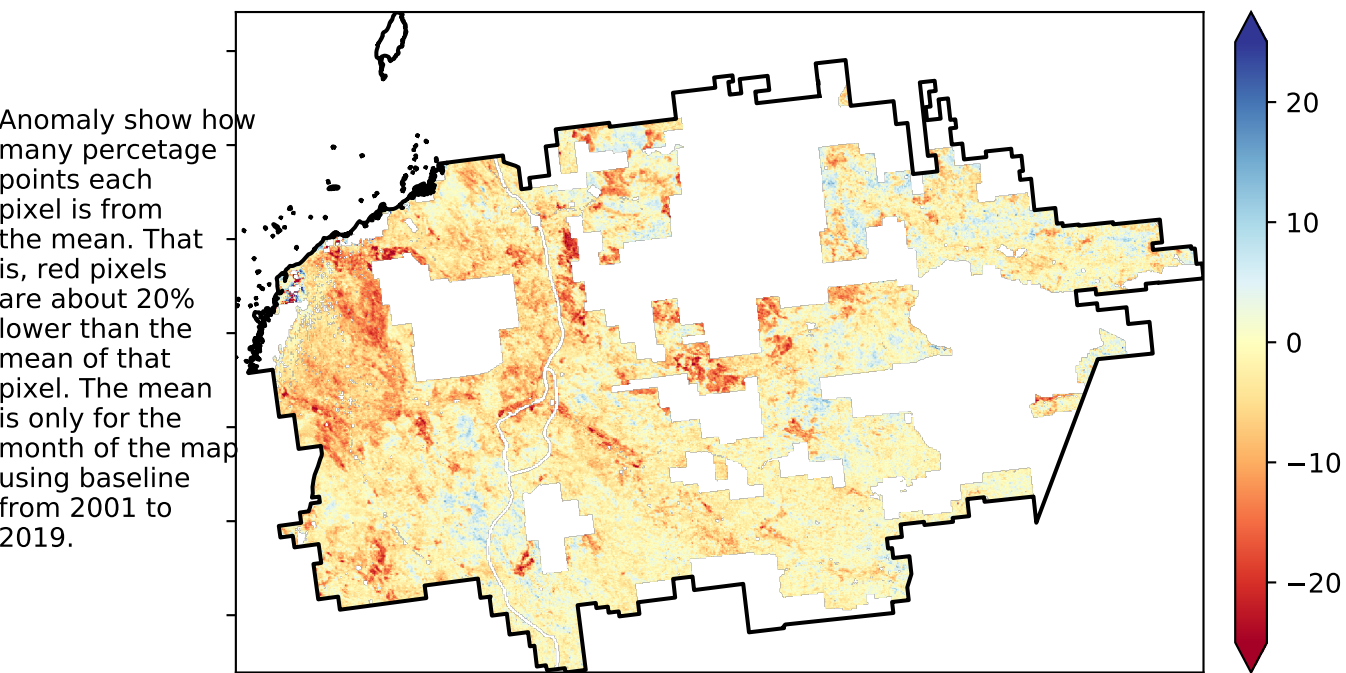 Anomaly show how
many percetage
points each
pixel is from
the mean. That
is, red pixels
are about 20%
lower than the
mean of that
pixel. The mean
is only for the
month of the map
using baseline
from 2001 to
2019.
20
10
0
−10
−20